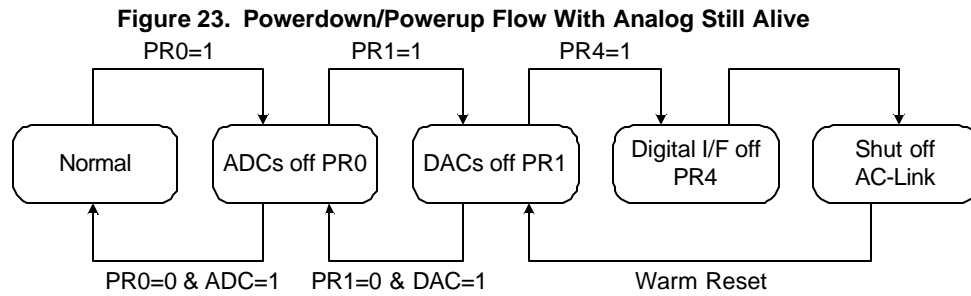 Figure 23. Powerdown/Powerup Flow With Analog Still Alive
PR0=1
PR1=1
PR4=1
Normal
ADCs off PR0
DACs off PR1
Digital I/F off
PR4
Shut off
AC-Link
PR0=0 & ADC=1
PR1=0 & DAC=1
Warm Reset